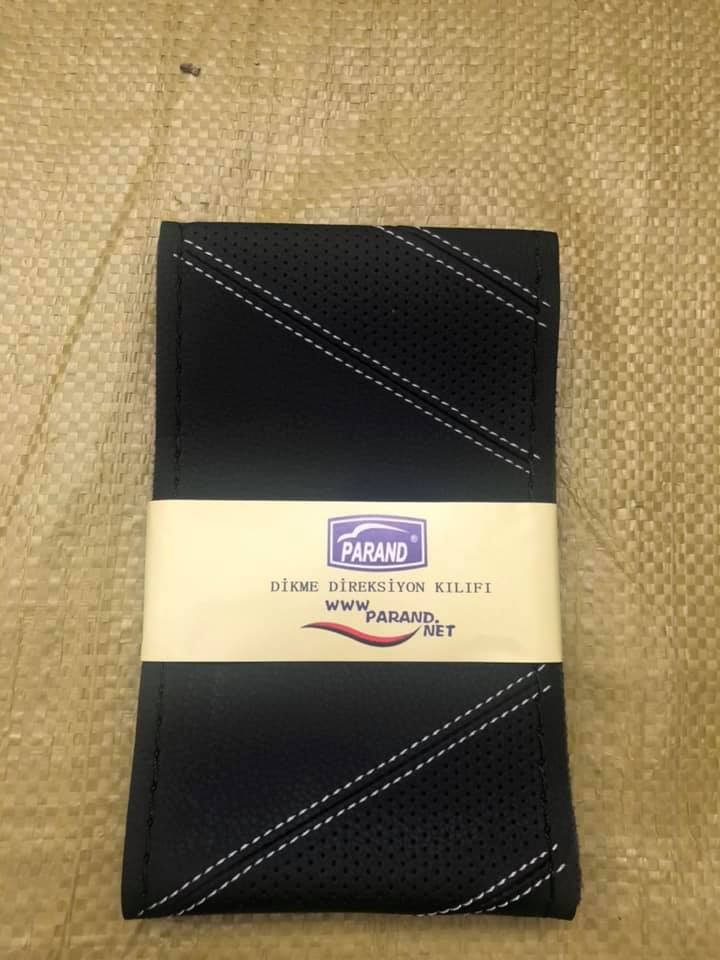 PARAND®
DİKME DİREKSİYON KILIFI
WWW
PARAND.
NET